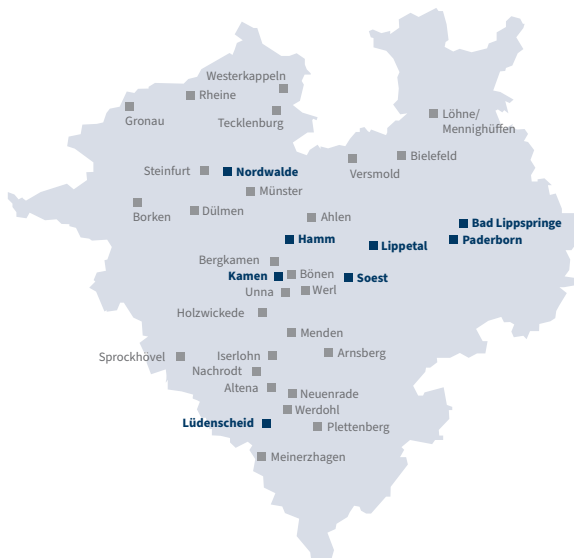 Westerkappeln
Rheine
Gronau
Tecklenburg
Löhne/
Mennighüffen
Steinfurt
Nordwalde
Versmold
Bielefeld
Münster
Borken
Dülmen
Ahlen
Bad Lippspringe
Hamm
Lippetal
Paderborn
Bergkamen
Kamen
Bönen
Soest
Unna
Werl
Holzwickede
Menden
Sprockhövel
Iserlohn
Arnsberg
Nachrodt
Altena
Neuenrade
Werdohl
Lüdenscheid
Plettenberg
Meinerzhagen